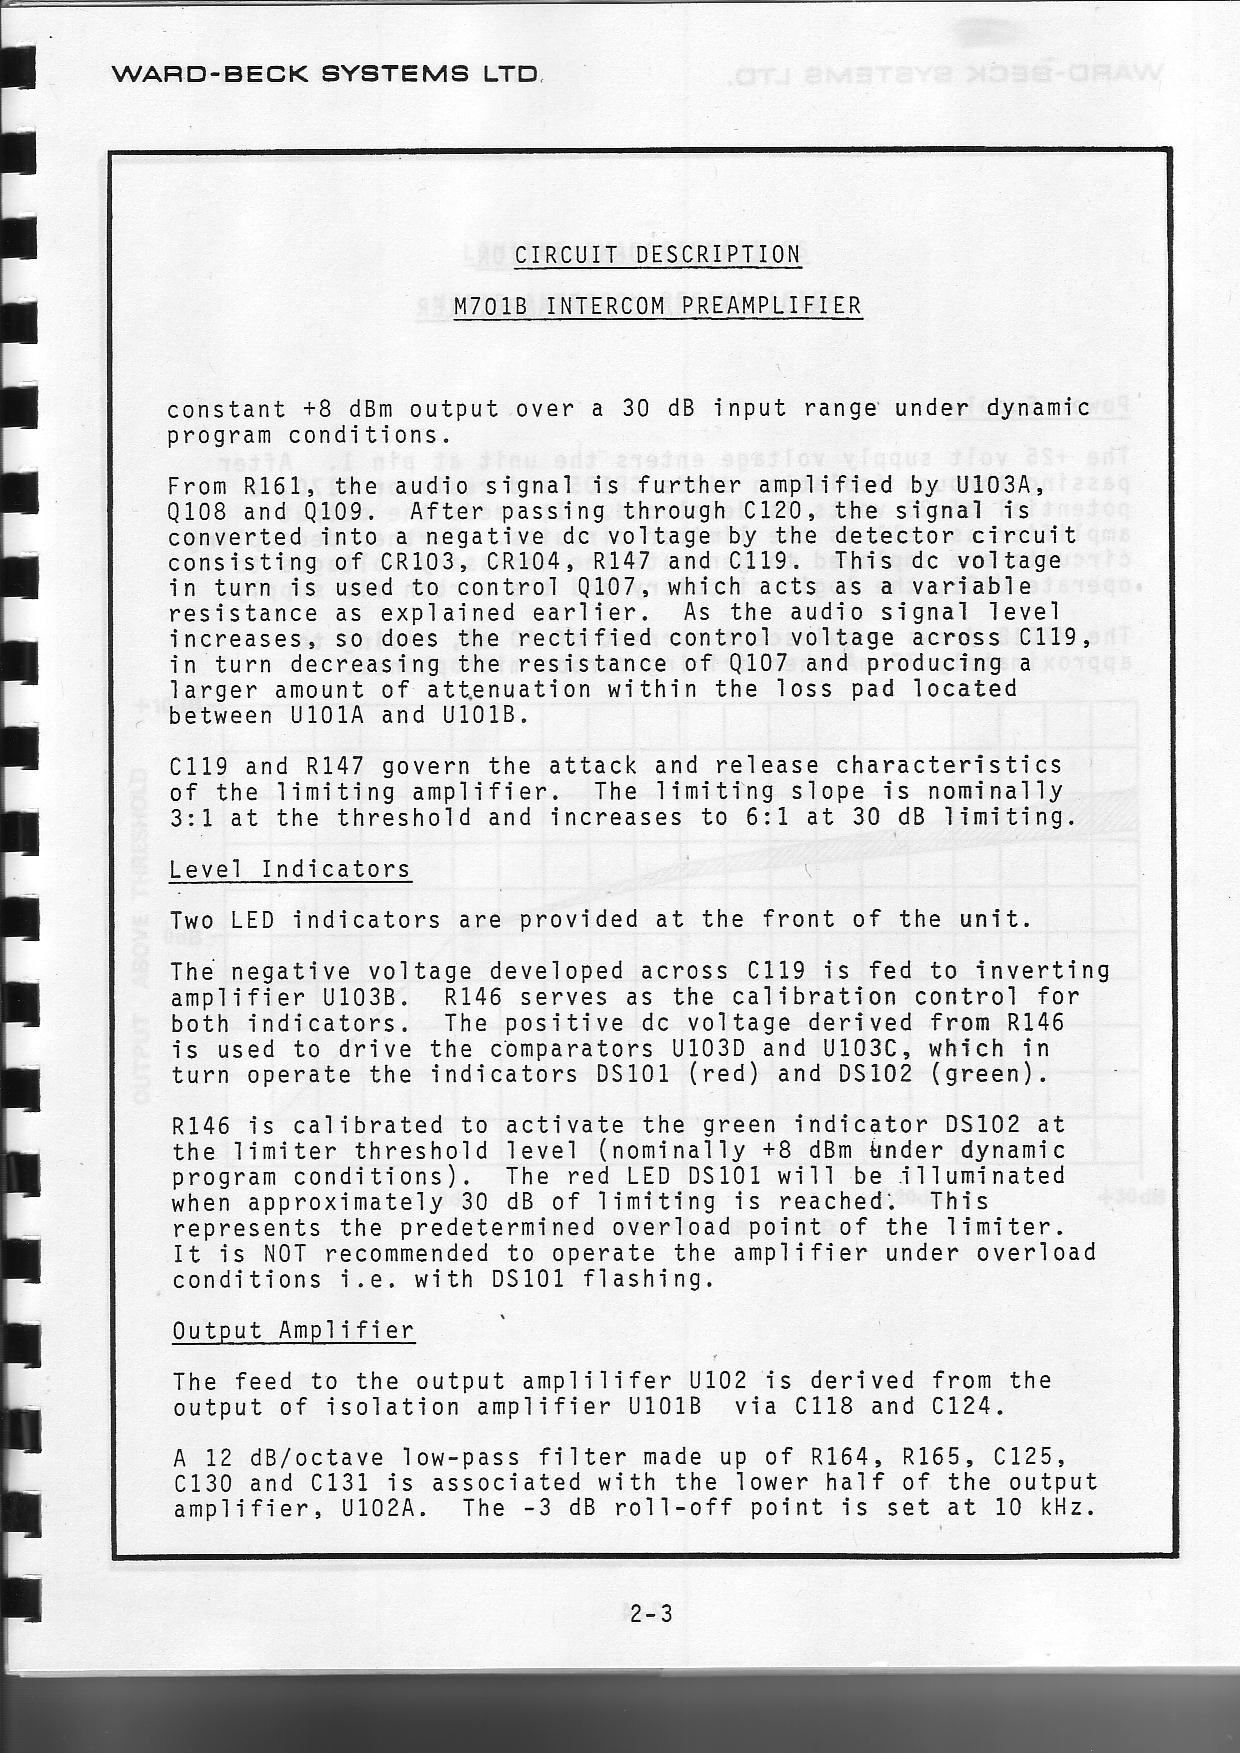 WARD-BECK SYSTEMS LTD.
CIRCUIT DESCRIPTION
M701B INTERCOM PREAMPLIFIER
constant +8 dBm output over a 30 dB input range under dynamic
program conditions.
From R161, the audio signal is further amplified by U103A,
Q108 and Q109. After passing through C120, the signal is
converted into a negative dc voltage by the detector circuit
consisting of CR103, CR104, R147 and C119. This dc voltage
in turn is used to control Q107, which acts as a variable
resistance as explained earlier. As the audio signal level
increases, so does the rectified control voltage across C119,
in turn decreasing the resistance of Q107 and producing a
larger amount of attenuation within the loss pad located
between U101A and U101B.
C119 and R147 govern the attack and release characteristics
of the limiting amplifier. The limiting slope is nominally
3:1 at the threshold and increases to 6:1 at 30 dB limiting.
Level Indicators
Two LED indicators are provided at the front of the unit.
The negative voltage developed across C119 is fed to inverting
amplifier U103B. R146 serves as the calibration control for
both indicators. The positive dc voltage derived from R146
is used to drive the comparators U103D and U103C, which in
turn operate the indicators DS101 (red) and DS102 (green).
R146 is calibrated to activate the green indicator DS102 at
the limiter threshold level (nominally +8 dBm under dynamic
program conditions). The red LED DS101 will be illuminated
when approximately 30 dB of limiting is reached. This
represents the predetermined overload point of the limiter.
It is NOT recommended to operate the amplifier under overload
conditions i.e. with DS101 flashing.
Output Amplifier
The feed to the output amplilifer U102 is derived from the
output of isolation amplifier U101B via C118 and C124.
A 12 dB/octave low-pass filter made up of R164, R165, C125,
C130 and C131 is associated with the lower half of the output
amplifier, U102A. The -3 dB roll-off point is set at 10 kHz.
2-3